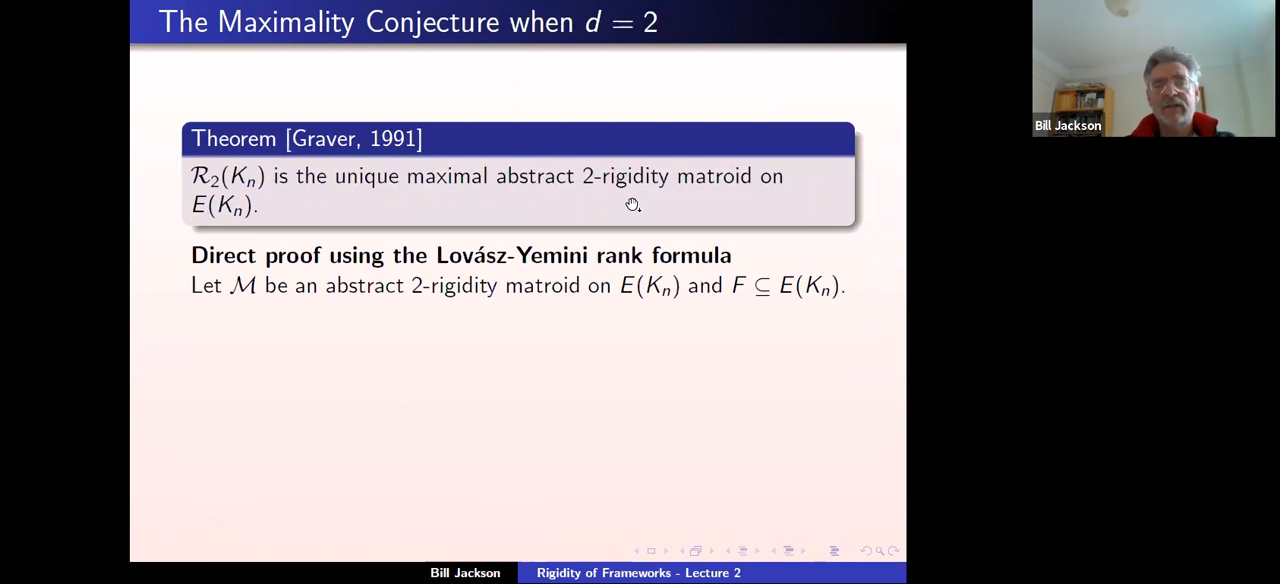 The Maximality Conjecture when d = 2
Bill Jackson
Theorem [Graver, 1991]
ℛ₂(Kₙ) is the unique maximal abstract 2-rigidity matroid on
E(Kₙ).
Direct proof using the Lovász-Yemini rank formula
Let ℳ be an abstract 2-rigidity matroid on E(Kₙ) and F ⊆ E(Kₙ).
Bill Jackson
Rigidity of Frameworks - Lecture 2